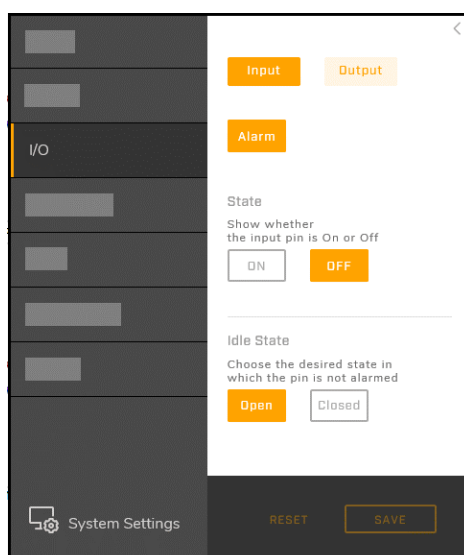 Input Output
I/O
Alarm
State
Show whether
the input pin is On or Off
ON OFF
Idle State
Choose the desired state in
which the pin is not alarmed
Open Closed
System Settings
RESET SAVE